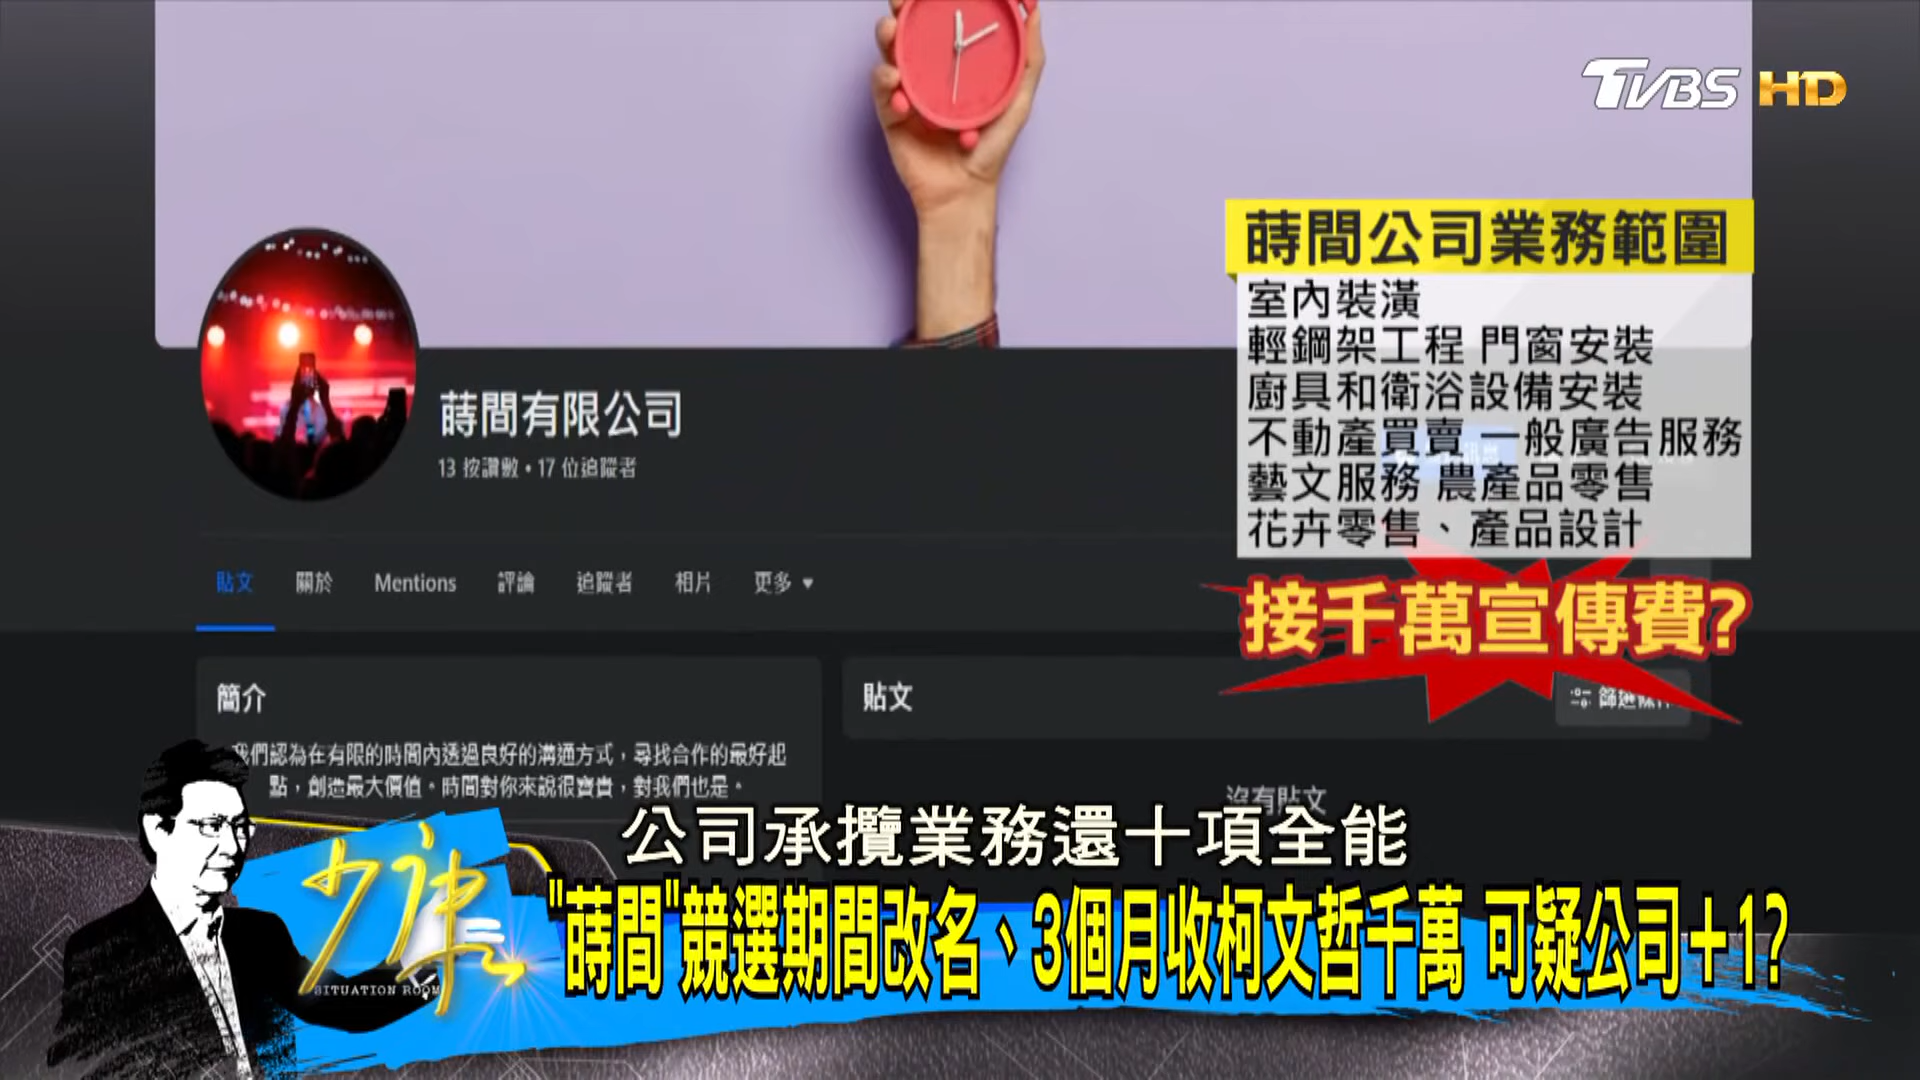 TVBS HD
蒔間公司業務範圍
室內裝潢
輕鋼架工程 門窗安裝
廚具和衛浴設備安裝
不動產買賣 一般廣告服務
藝文服務 農產品零售
花卉零售、產品設計
接千萬宣傳費?
蒔間有限公司
13 按讚數 • 17 位追蹤者
貼文 關於 Mentions 評論 追蹤者 相片 更多
簡介
我們認為在有限的時間內透過良好的溝通方式，尋找合作的最好起
點，創造最大價值。時間對你來說很寶貴，對我們也是。
貼文
篩選條件
沒有貼文
公司承攬業務還十項全能
"蒔間"競選期間改名、3個月收柯文哲千萬 可疑公司+1?
少康
SITUATION ROOM